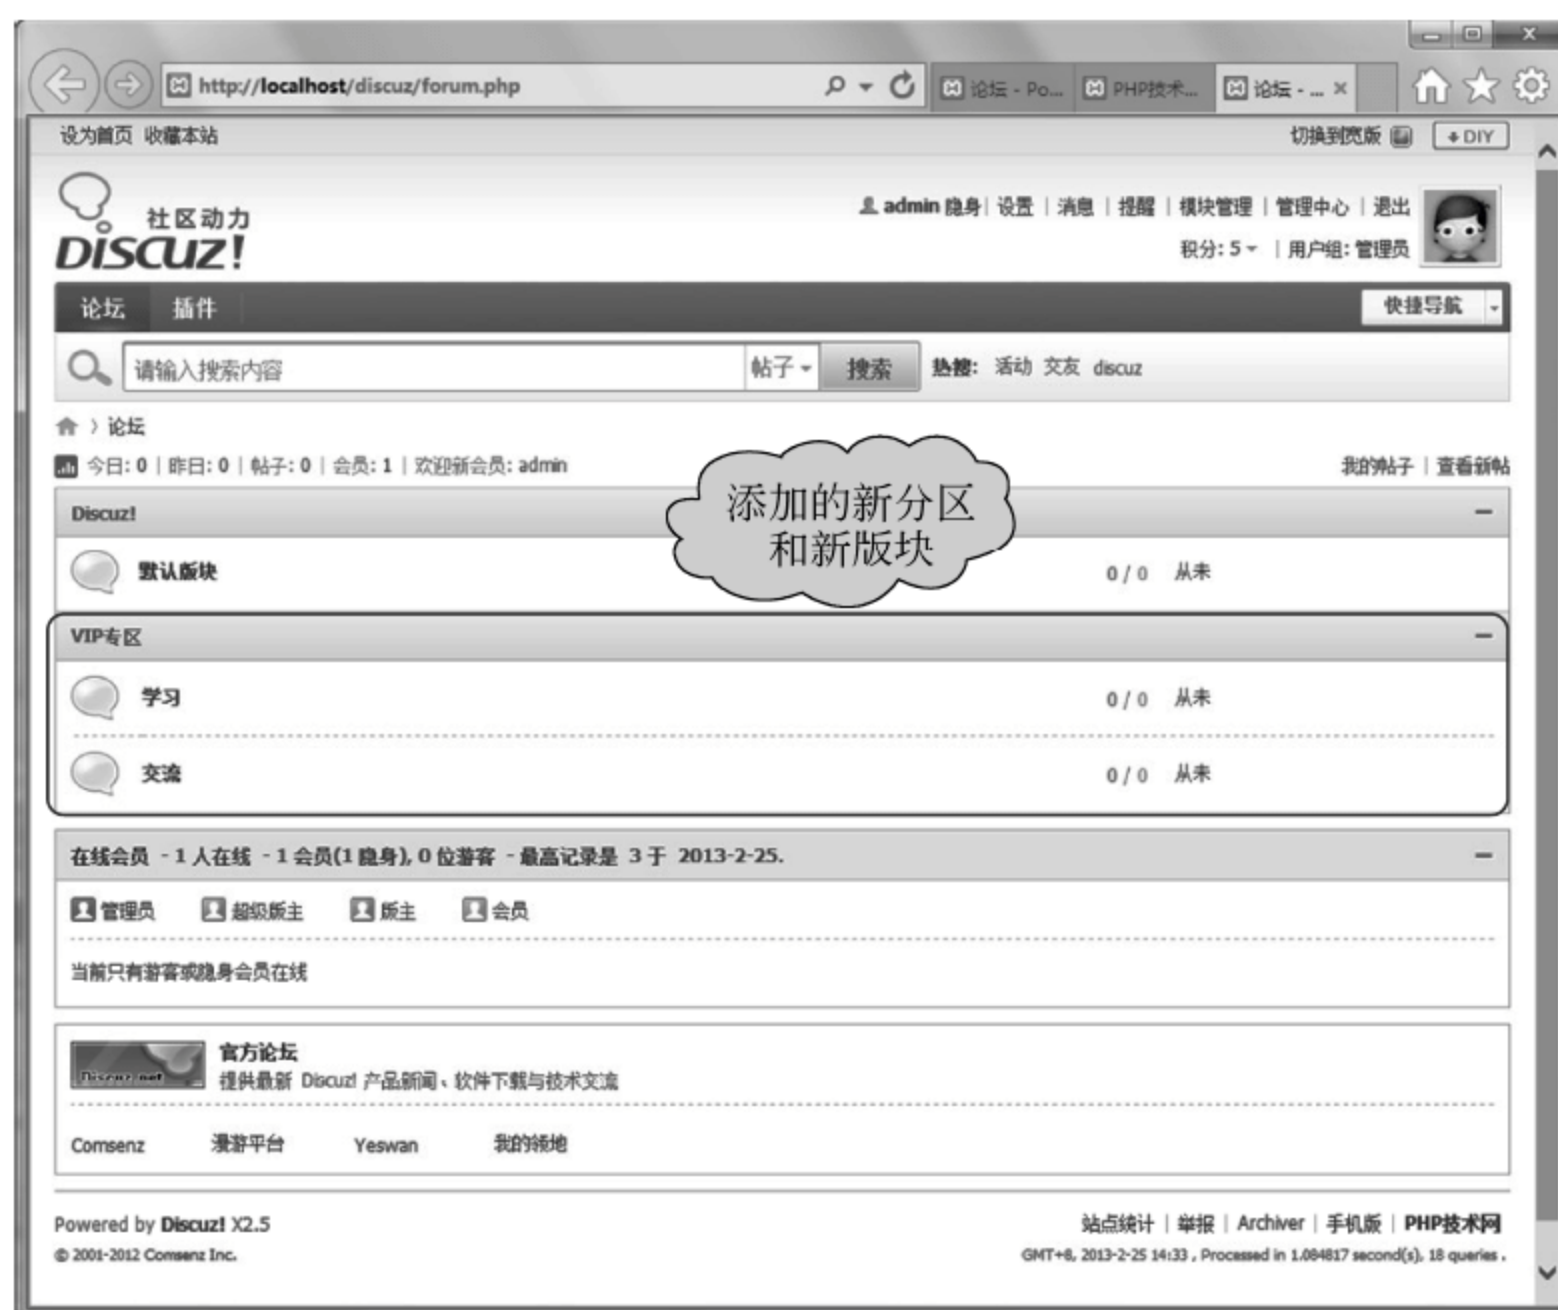 http://localhost/discuz/forum.php 论坛 - Po... PHP技术... 论坛 - ... ×
设为首页 收藏本站 切换到宽版 DIY
社区动力
DISCUZ!
admin 隐身 | 设置 | 消息 | 提醒 | 模块管理 | 管理中心 | 退出
积分: 5 | 用户组: 管理员
论坛 插件 快捷导航
请输入搜索内容 帖子 搜索 热搜: 活动 交友 discuz
〉论坛
今日: 0 | 昨日: 0 | 帖子: 0 | 会员: 1 | 欢迎新会员: admin 我的帖子 | 查看新帖
添加的新分区
和新版块
Discuz!
默认版块 0 / 0 从未
VIP专区
学习 0 / 0 从未
交流 0 / 0 从未
在线会员 - 1 人在线 - 1 会员(1 隐身), 0 位游客 - 最高记录是 3 于 2013-2-25.
管理员 超级版主 版主 会员
当前只有游客或隐身会员在线
Discuz.net
官方论坛
提供最新 Discuz! 产品新闻、软件下载与技术交流
Comsenz 漫游平台 Yeswan 我的领地
Powered by Discuz! X2.5 站点统计 | 举报 | Archiver | 手机版 | PHP技术网
© 2001-2012 Comsenz Inc. GMT+8, 2013-2-25 14:33 , Processed in 1.084817 second(s), 18 queries .